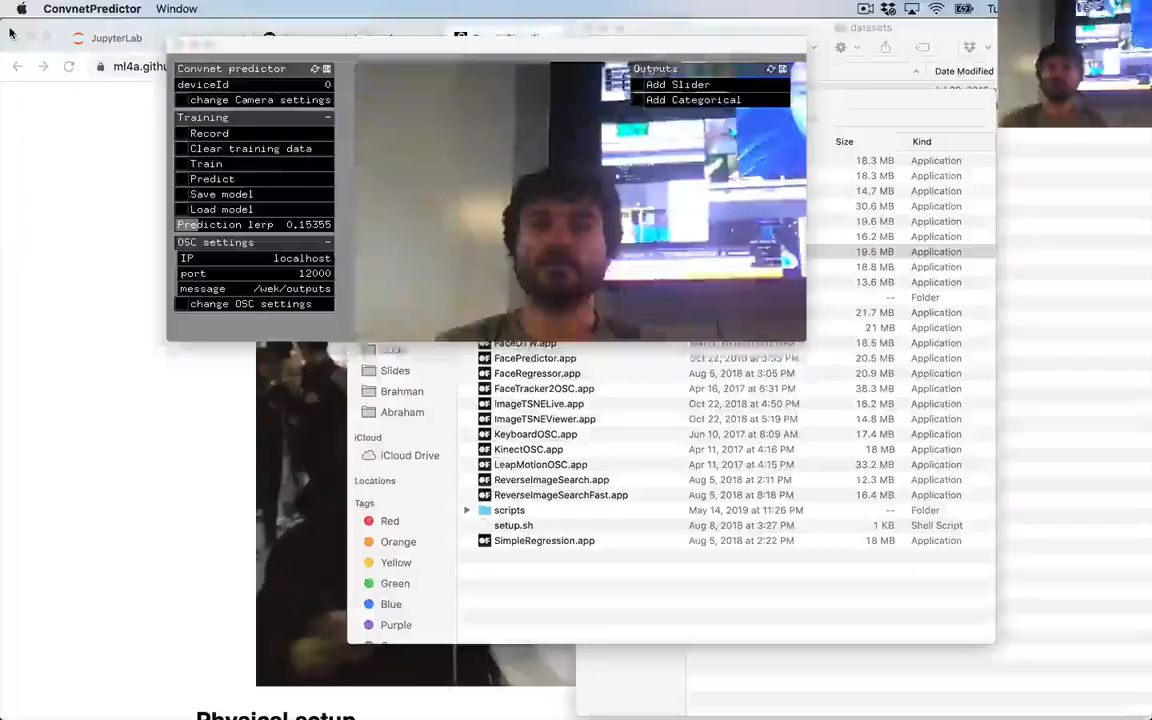 ConvnetPredictor Window
JupyterLab
darasets
ml4a.githu
Date Modified
Convnet predictor
deviceId 0
change Camera settings
Training
Record
Clear training data
Train
Predict
Save model
Load model
Prediction lerp 0.15355
OSC settings
IP localhost
port 12000
message /wek/outputs
change OSC settings
Outputs
Add Slider
Add Categorical
Size Kind
18.3 MB Application
18.3 MB Application
14.7 MB Application
30.6 MB Application
19.6 MB Application
16.2 MB Application
19.5 MB Application
18.8 MB Application
13.6 MB Application
-- Folder
21.7 MB Application
21 MB Application
18.5 MB Application
FacePredictor.app Oct 22, 2018 at 5:55 PM 20.5 MB Application
FaceRegressor.app Aug 5, 2018 at 3:05 PM 20.9 MB Application
FaceTracker2OSC.app Apr 16, 2017 at 6:31 PM 38.3 MB Application
ImageTSNELive.app Oct 22, 2018 at 4:50 PM 16.2 MB Application
ImageTSNEViewer.app Oct 22, 2018 at 5:19 PM 14.8 MB Application
KeyboardOSC.app Jun 10, 2017 at 8:09 AM 17.4 MB Application
KinectOSC.app Apr 11, 2017 at 4:16 PM 18 MB Application
LeapMotionOSC.app Apr 11, 2017 at 4:15 PM 33.2 MB Application
ReverseImageSearch.app Aug 5, 2018 at 2:11 PM 12.3 MB Application
ReverseImageSearchFast.app Aug 5, 2018 at 8:18 PM 16.4 MB Application
scripts May 14, 2019 at 11:26 PM -- Folder
setup.sh Aug 8, 2018 at 3:27 PM 1 KB Shell Script
SimpleRegression.app Aug 5, 2018 at 2:22 PM 18 MB Application
Slides
Brahman
Abraham
iCloud
iCloud Drive
Locations
Tags
Red
Orange
Yellow
Green
Blue
Purple
Physical setup